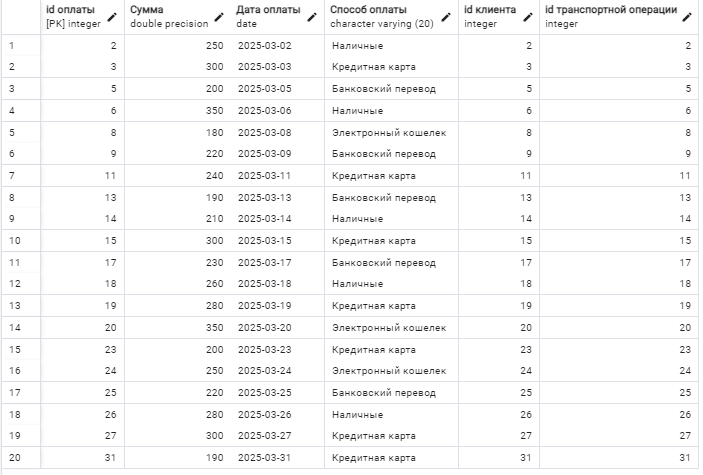 id оплаты Сумма Дата оплаты Способ оплаты id клиента id транспортной операции
[PK] integer double precision date character varying (20) integer integer
1 2 250 2025-03-02 Наличные 2 2
2 3 300 2025-03-03 Кредитная карта 3 3
3 5 200 2025-03-05 Банковский перевод 5 5
4 6 350 2025-03-06 Наличные 6 6
5 8 180 2025-03-08 Электронный кошелек 8 8
6 9 220 2025-03-09 Банковский перевод 9 9
7 11 240 2025-03-11 Кредитная карта 11 11
8 13 190 2025-03-13 Банковский перевод 13 13
9 14 210 2025-03-14 Наличные 14 14
10 15 300 2025-03-15 Кредитная карта 15 15
11 17 230 2025-03-17 Банковский перевод 17 17
12 18 260 2025-03-18 Наличные 18 18
13 19 280 2025-03-19 Кредитная карта 19 19
14 20 350 2025-03-20 Электронный кошелек 20 20
15 23 200 2025-03-23 Кредитная карта 23 23
16 24 250 2025-03-24 Электронный кошелек 24 24
17 25 220 2025-03-25 Банковский перевод 25 25
18 26 280 2025-03-26 Наличные 26 26
19 27 300 2025-03-27 Кредитная карта 27 27
20 31 190 2025-03-31 Кредитная карта 31 31